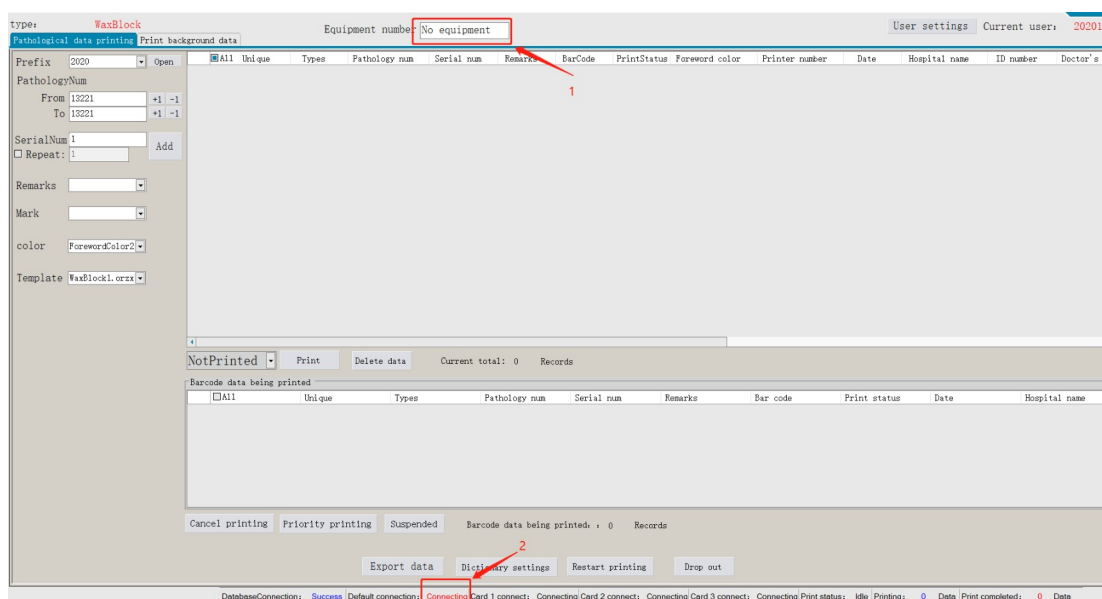 type: WaxBlock Equipment number No equipment User settings Current user: 20201
Pathological data printing Print background data
Prefix 2020 Open
PathologyNum
From 13221 +1 -1
To 13221 +1 -1
SerialNum 1 Add
Repeat: 1
Remarks
Mark
color ForewordColor2
Template WaxBlock1.orzx
All Unique Types Pathology num Serial num Remarks BarCode PrintStatus Foreword color Printer number Date Hospital name ID number Doctor's
1
NotPrinted Print Delete data Current total: 0 Records
Barcode data being printed
All Unique Types Pathology num Serial num Remarks Bar code Print status Date Hospital name
Cancel printing Priority printing Suspended Barcode data being printed: : 0 Records
2
Export data Dictionary settings Restart printing Drop out
DatabaseConnection: Success Default connection: Connecting Card 1 connect: Connecting Card 2 connect: Connecting Card 3 connect: Connecting Print status: Idle Printing: 0 Data Print completed: 0 Data